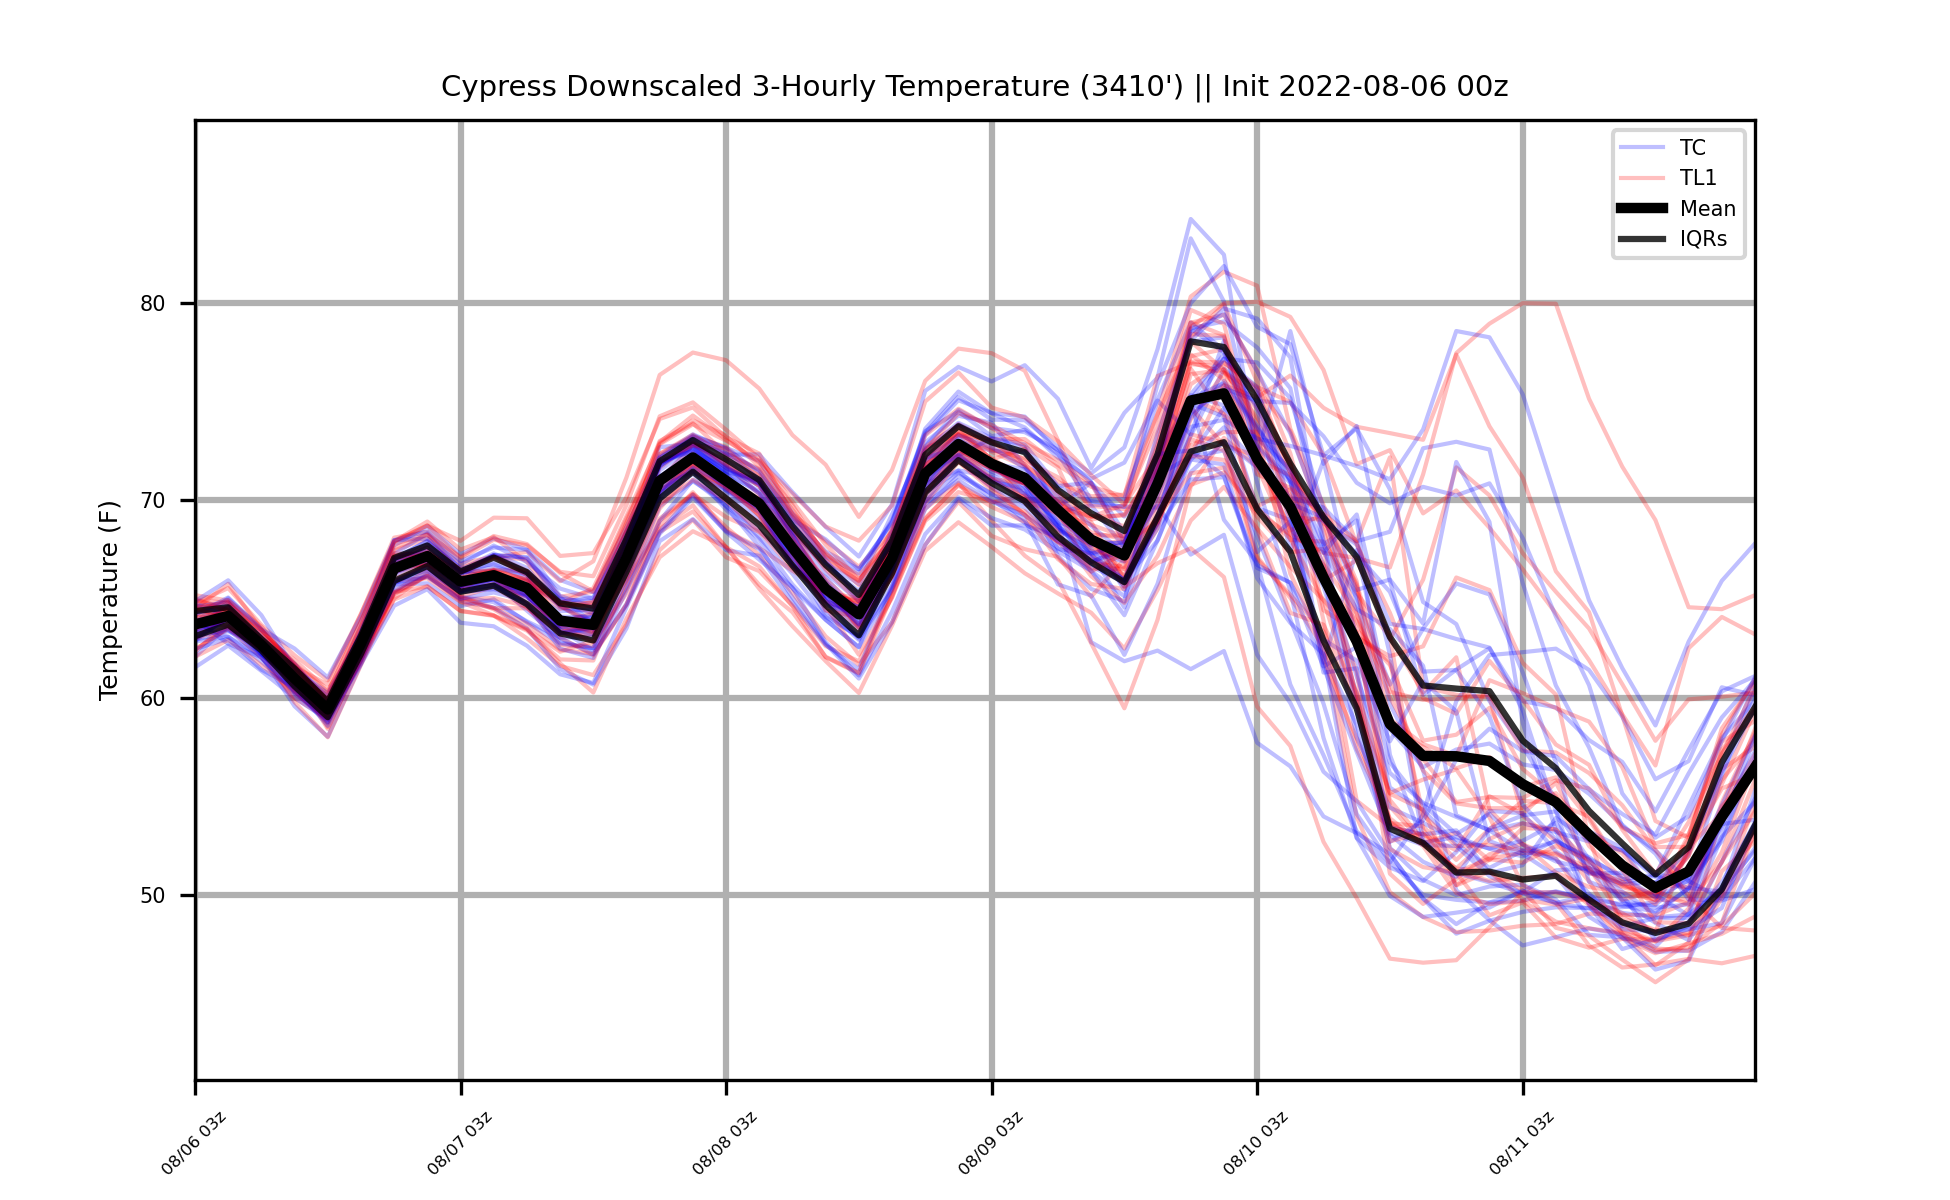 Cypress Downscaled 3-Hourly Temperature (3410') || Init 2022-08-06 00z
TC
TL1
Mean
IQRs
Temperature (F)
80
70
60
50
08/06 03z
08/07 03z
08/08 03z
08/09 03z
08/10 03z
08/11 03z